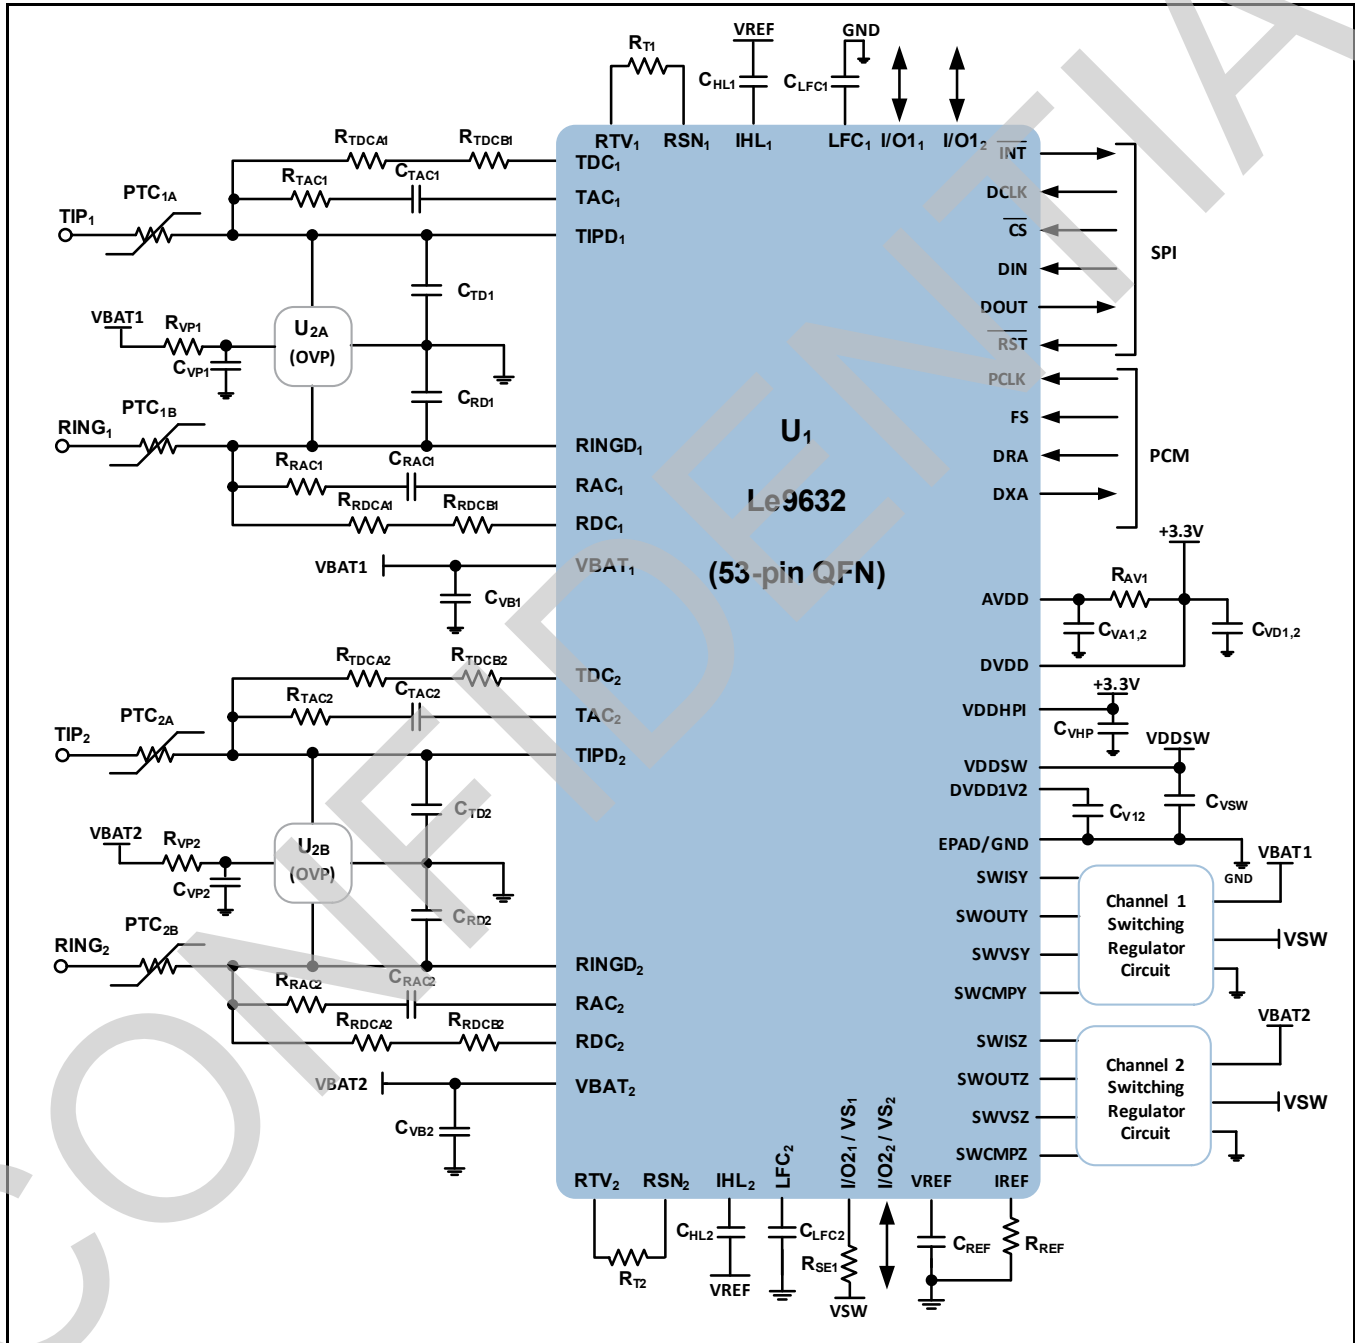 RT1
VREF
GND
CHL1
CLFC1
RTV1
RSN1
IHL1
LFC1
I/O11
I/O12
RTDCA1
RTDCB1
TDC1
RTAC1
CTAC1
TAC1
PTC1A
TIP1
TIPD1
CTD1
VBAT1
RVP1
U2A
(OVP)
CVP1
CRD1
PTC1B
RING1
RINGD1
RRAC1
CRAC1
RAC1
RRDCA1
RRDCB1
RDC1
VBAT1
VBAT1
CVB1
U1
Le9632
(53-pin QFN)
INT
DCLK
CS
DIN
DOUT
RST
SPI
PCLK
FS
DRA
DXA
PCM
+3.3V
RAV1
AVDD
CVA1,2
CVD1,2
DVDD
+3.3V
VDDHPI
CVHP
VDDSW
VDDSW
DVDD1V2
CV12
CVSW
EPAD/GND
GND
VBAT1
SWISY
SWOUTY
SWVSY
SWCMPY
Channel 1
Switching
Regulator
Circuit
VSW
VBAT2
SWISZ
SWOUTZ
SWVSZ
SWCMPZ
Channel 2
Switching
Regulator
Circuit
VSW
RTDCA2
RTDCB2
TDC2
RTAC2
CTAC2
TAC2
PTC2A
TIP2
TIPD2
CTD2
VBAT2
RVP2
U2B
(OVP)
CVP2
CRD2
PTC2B
RING2
RINGD2
RRAC2
CRAC2
RAC2
RRDCA2
RRDCB2
RDC2
VBAT2
VBAT2
CVB2
RTV2
RSN2
IHL2
LFC2
I/O21 / VS1
I/O22 / VS2
VREF
IREF
RT2
CHL2
VREF
CLFC2
RSE1
VSW
CREF
RREF
CONFIDENTIA